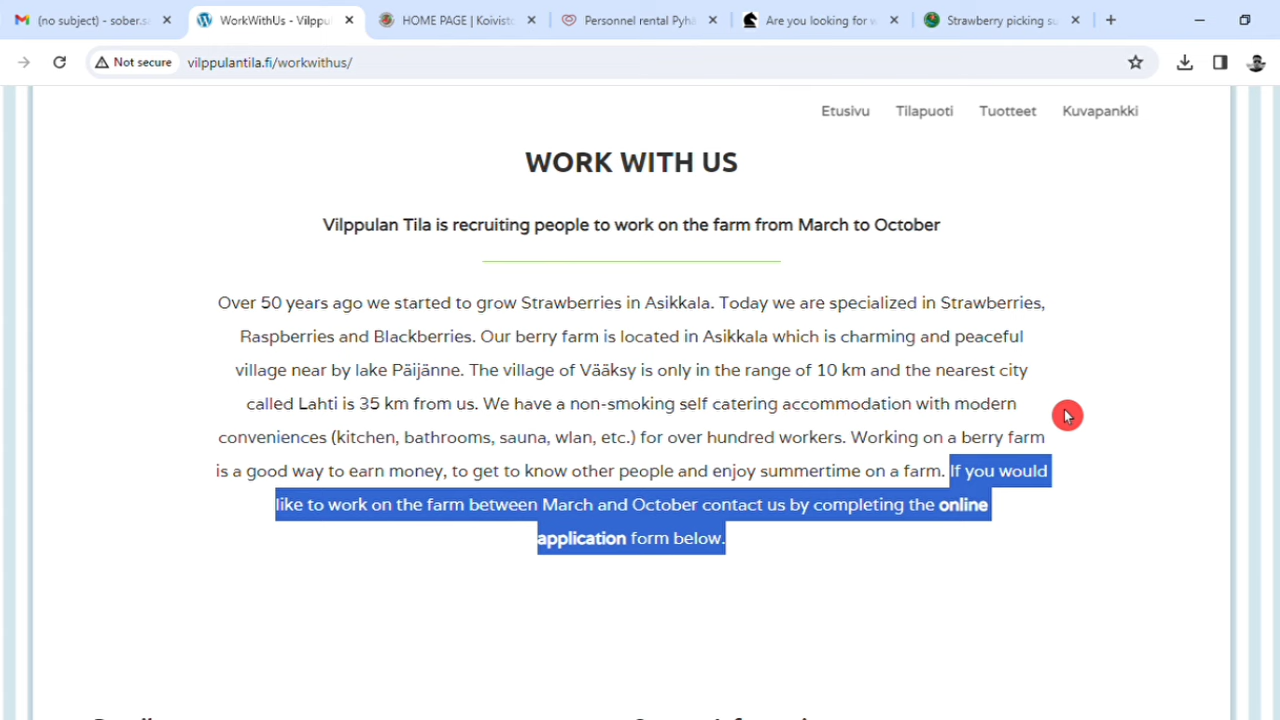 (no subject) - sober.s
WorkWithUs - Vilppul
HOME PAGE | Koivist
Personnel rental Pyh
Are you looking for
Strawberry picking su
Not secure
vilppulantila.fi/workwithus/
Etusivu Tilapuoti Tuotteet Kuvapankki
WORK WITH US
Vilppulan Tila is recruiting people to work on the farm from March to October
Over 50 years ago we started to grow Strawberries in Asikkala. Today we are specialized in Strawberries,
Raspberries and Blackberries. Our berry farm is located in Asikkala which is charming and peaceful
village near by lake Päijänne. The village of Vääksy is only in the range of 10 km and the nearest city
called Lahti is 35 km from us. We have a non-smoking self catering accommodation with modern
conveniences (kitchen, bathrooms, sauna, wlan, etc.) for over hundred workers. Working on a berry farm
is a good way to earn money, to get to know other people and enjoy summertime on a farm. If you would
like to work on the farm between March and October contact us by completing the online
application form below.